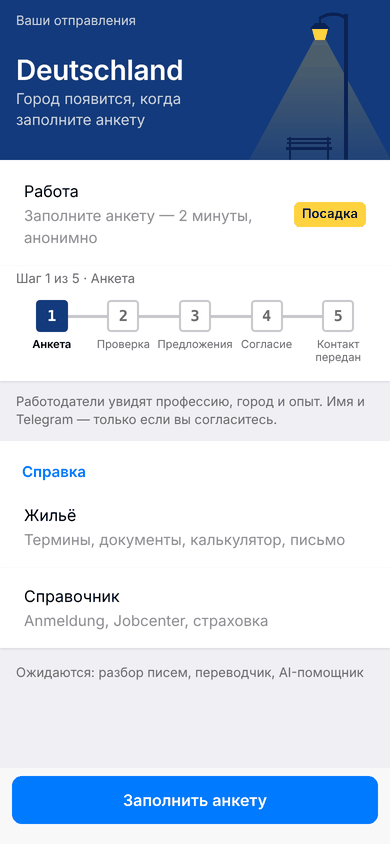 Ваши отправления
Deutschland
Город появится, когда
заполните анкету
Работа
Заполните анкету — 2 минуты,
анонимно
Посадка
Шаг 1 из 5 · Анкета
1 2 3 4 5
Анкета Проверка Предложения Согласие Контакт
передан
Работодатели увидят профессию, город и опыт. Имя и
Telegram — только если вы согласитесь.
Справка
Жильё
Термины, документы, калькулятор, письмо
Справочник
Anmeldung, Jobcenter, страховка
Ожидаются: разбор писем, переводчик, AI-помощник
Заполнить анкету